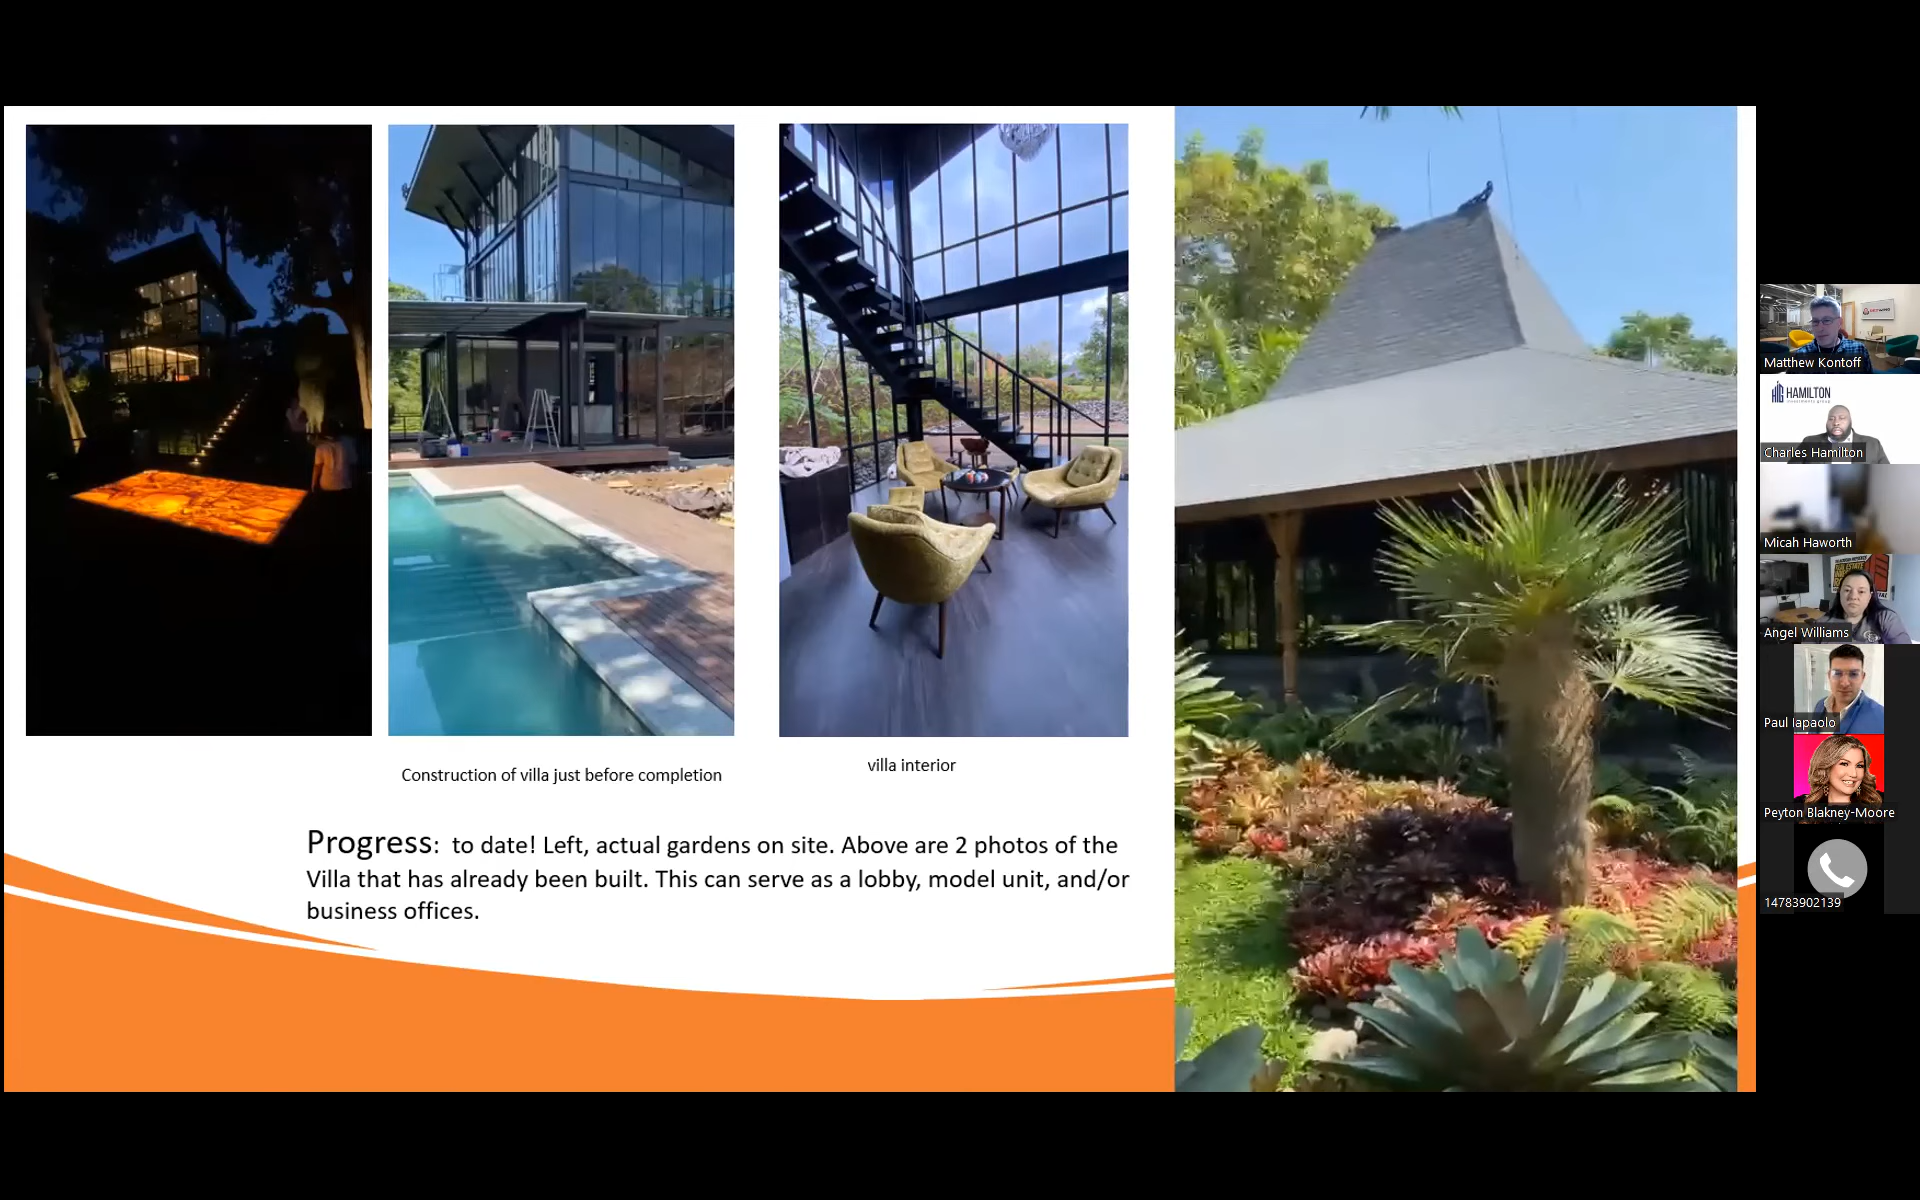 Construction of villa just before completion
villa interior
Progress:  to date! Left, actual gardens on site. Above are 2 photos of the
Villa that has already been built. This can serve as a lobby, model unit, and/or
business offices.
Matthew Kontoff
HAMILTON
Charles Hamilton
Micah Haworth
Angel Williams
Paul Iapaolo
Peyton Blakney-Moore
14783902139